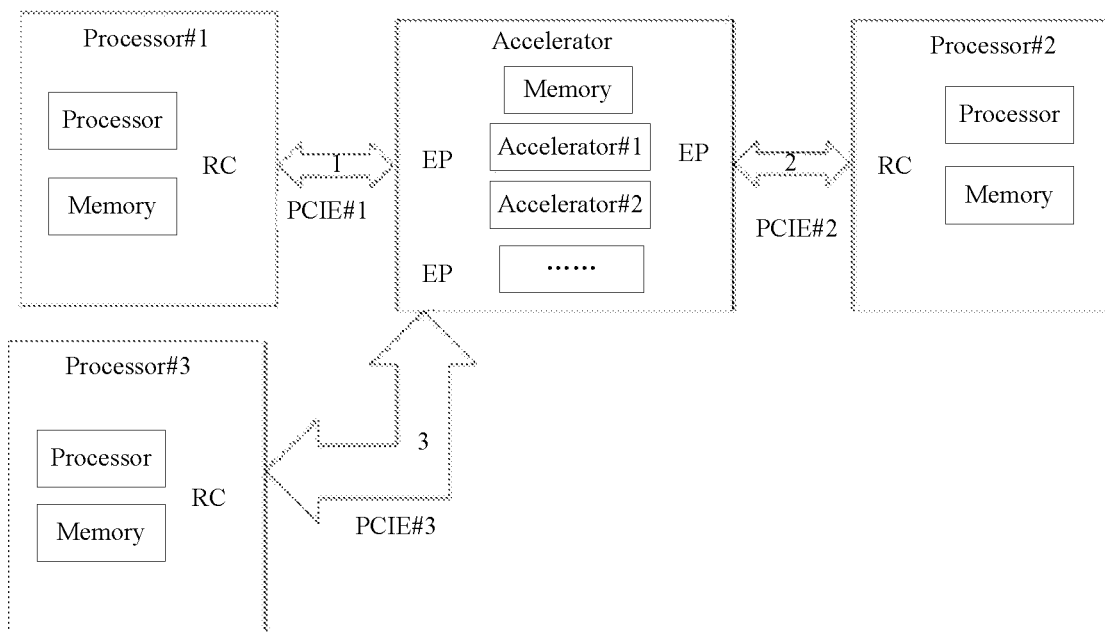 Processor#1
Processor
RC
Memory
1
PCIE#1
Accelerator
Memory
EP
Accelerator#1
EP
Accelerator#2
EP
······
2
PCIE#2
Processor#2
Processor
RC
Memory
Processor#3
Processor
RC
Memory
3
PCIE#3